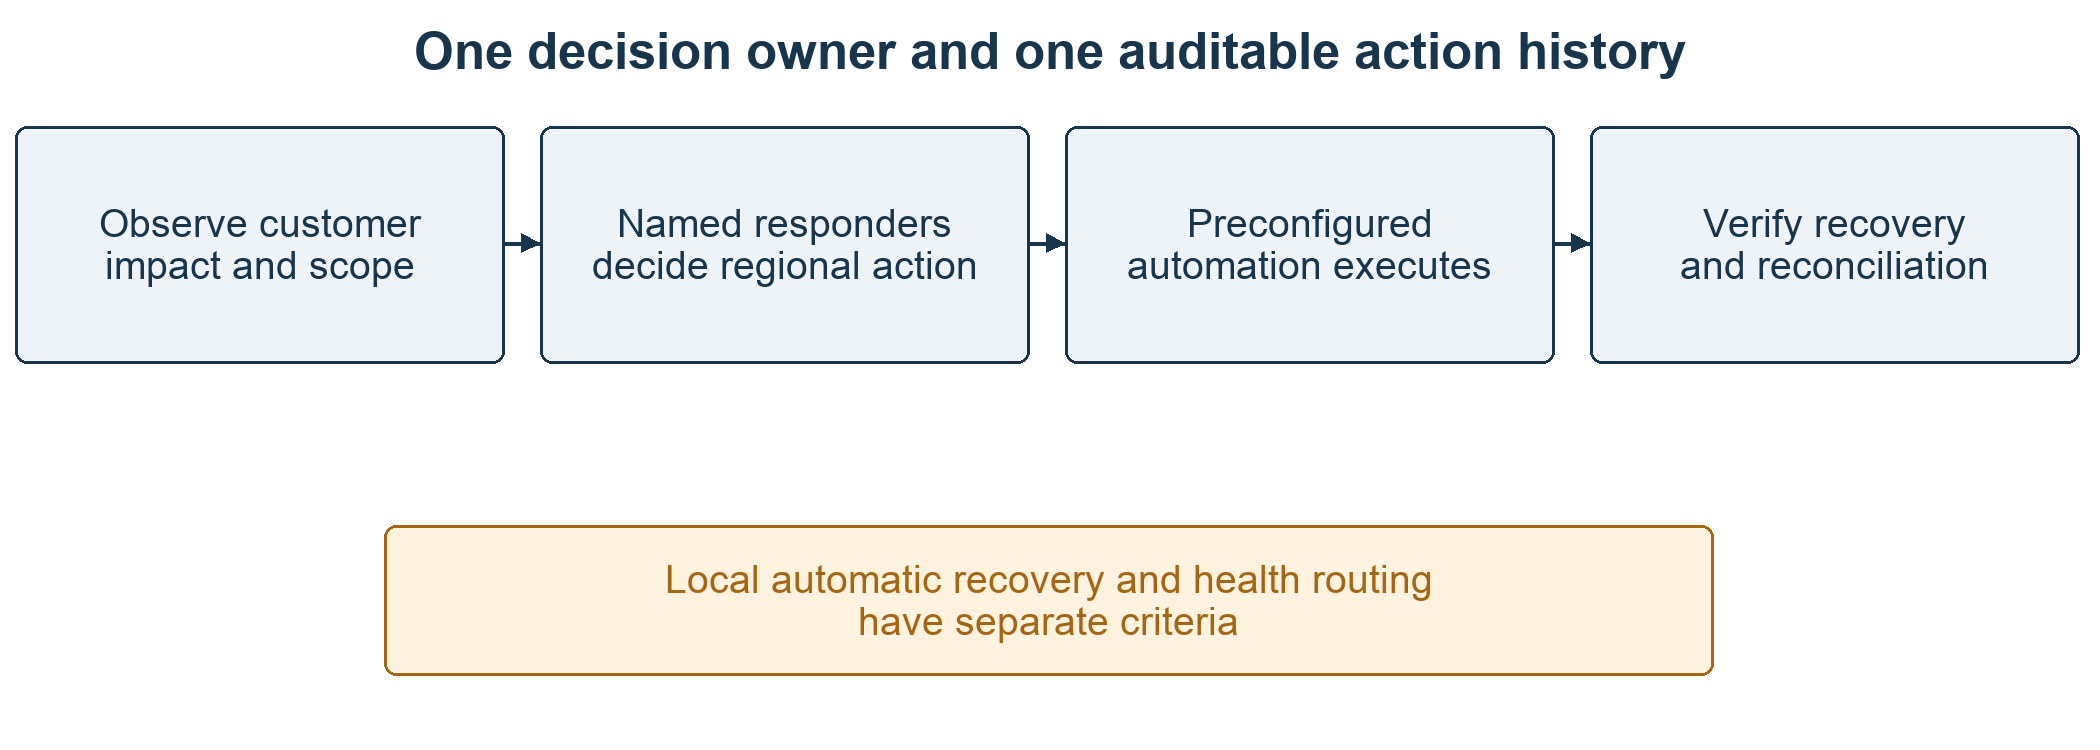 One decision owner and one auditable action history
Observe customer
impact and scope
Named responders
decide regional action
Preconfigured
automation executes
Verify recovery
and reconciliation
Local automatic recovery and health routing
have separate criteria